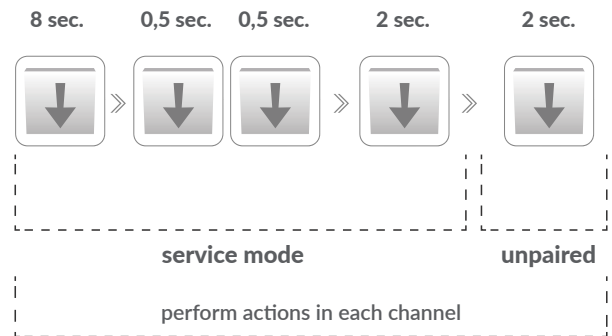 8 sec. 0,5 sec. 0,5 sec. 2 sec. 2 sec.
service mode unpaired
perform actions in each channel